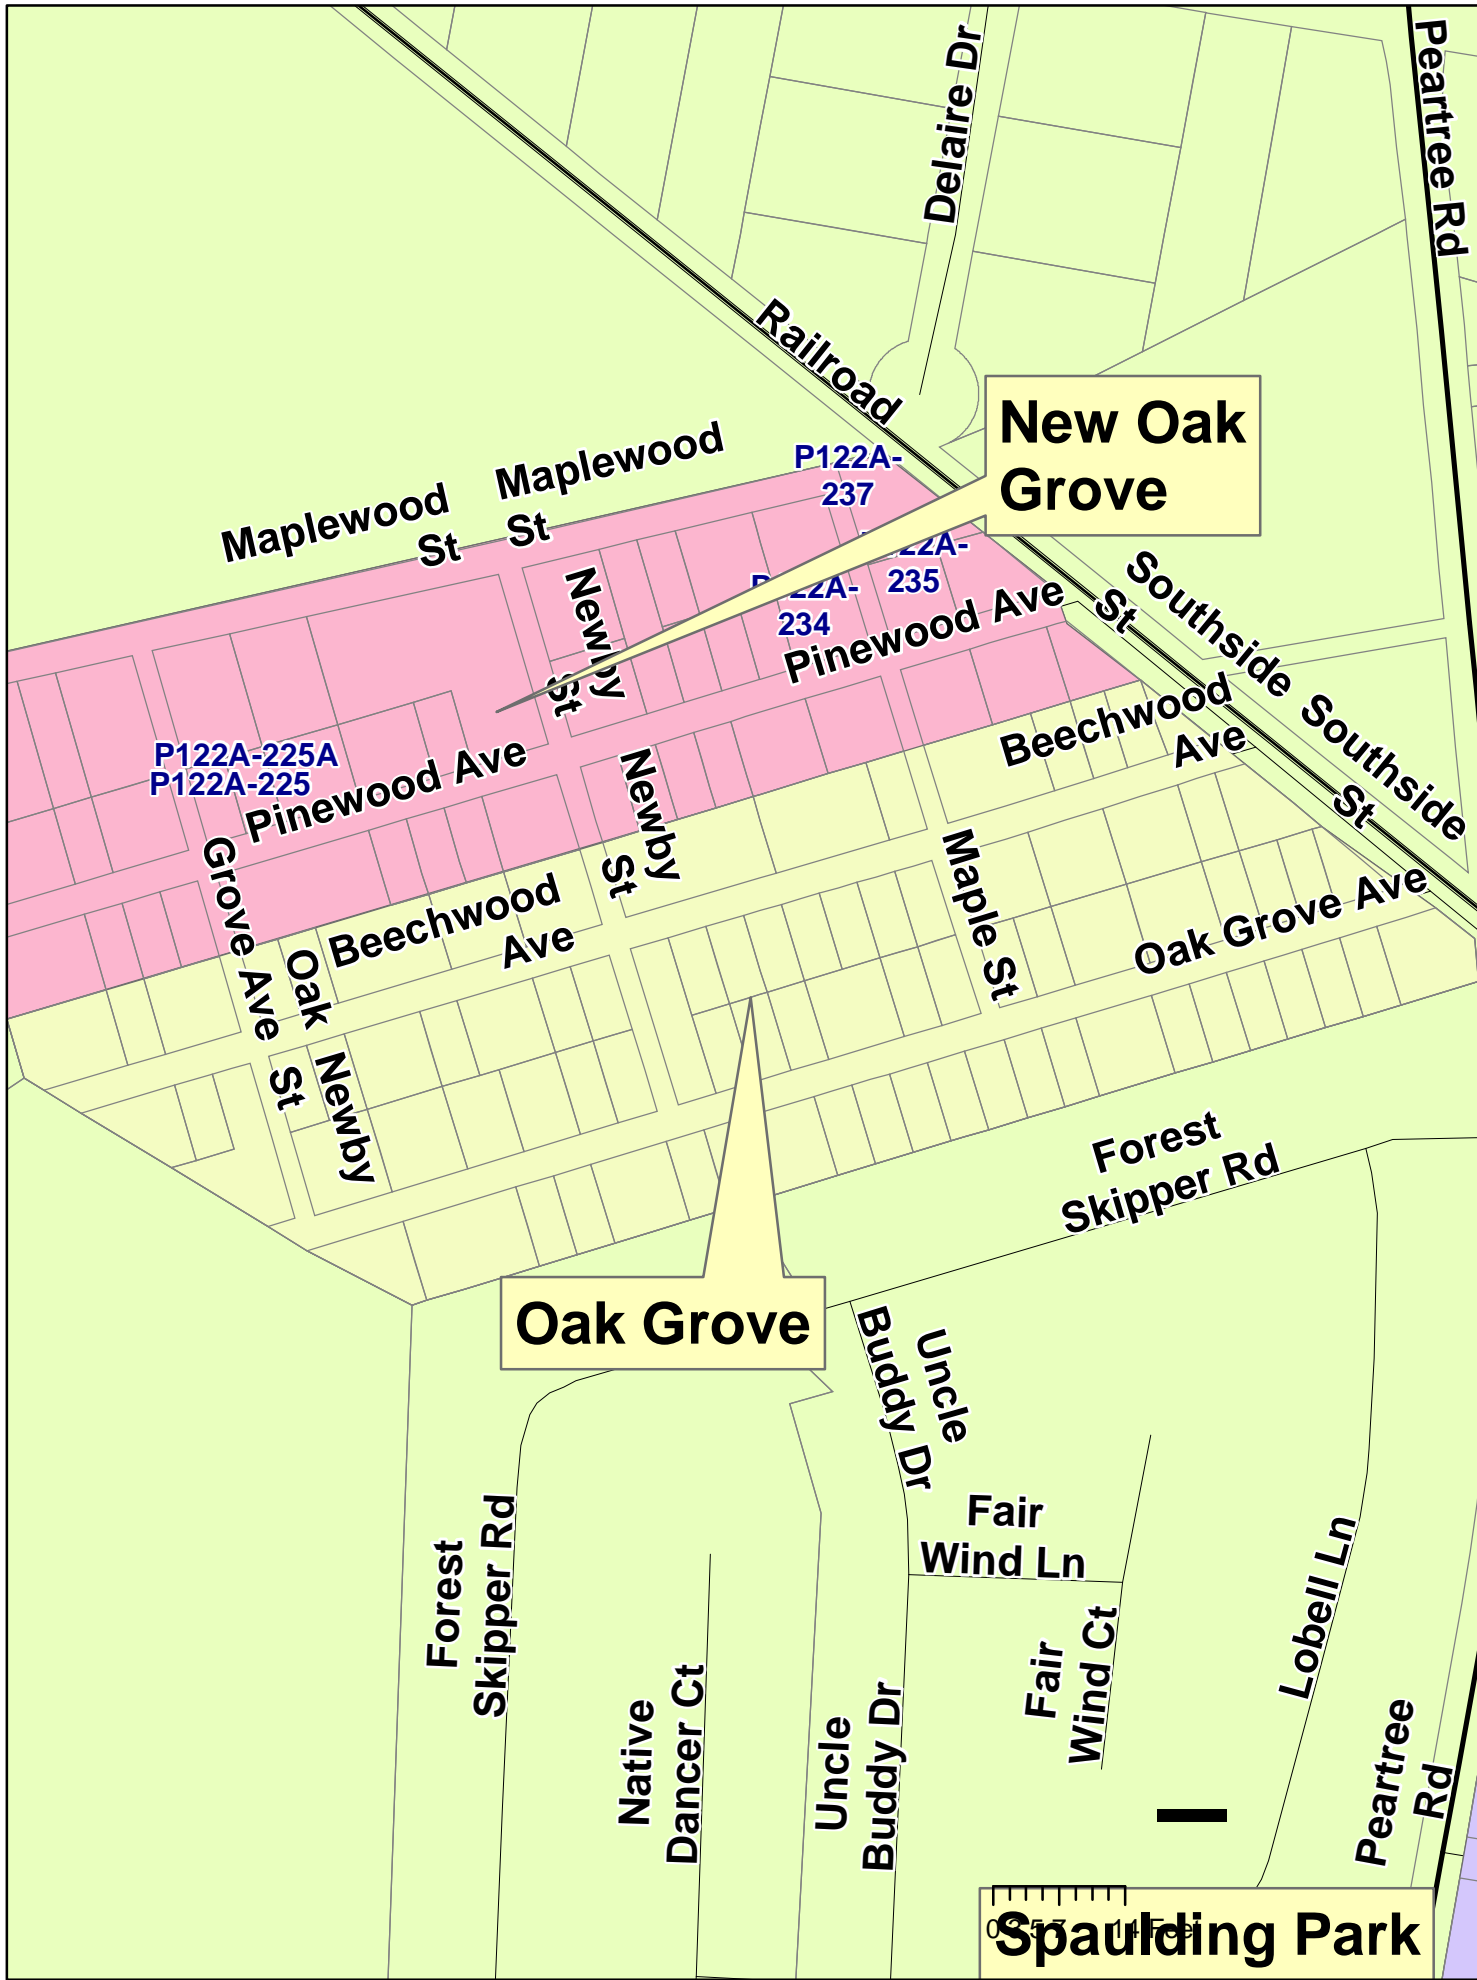 Delaire Dr
Peartree Rd
Railroad
St
New Oak
Grove
Maplewood
St
Maplewood
St
P122A-
237
22A-
235
22A-
234
Newby
St
Pinewood Ave
Southside
Southside
St
P122A-225A
P122A-225
Pinewood Ave
Newby
St
Beechwood
Ave
Grove Ave
St
Oak
Newby
Beechwood
Ave
Maple St
Oak Grove Ave
Forest
Skipper Rd
Oak Grove
Uncle
Buddy Dr
Fair
Wind Ln
Forest
Skipper Rd
Native
Dancer Ct
Uncle
Buddy Dr
Fair
Wind Ct
Lobell Ln
Peartree
Rd
Spaulding Park